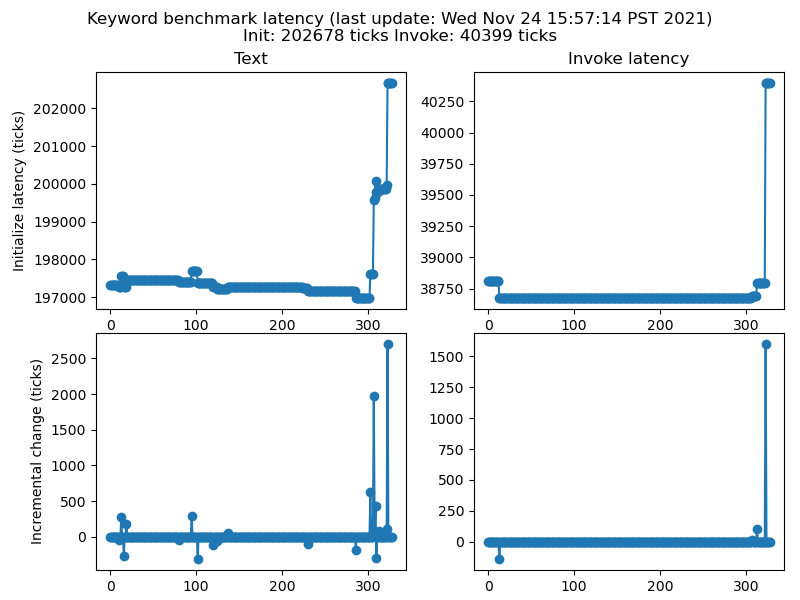 Keyword benchmark latency (last update: Wed Nov 24 15:57:14 PST 2021)
Init: 202678 ticks Invoke: 40399 ticks
Text
Initialize latency (ticks)
202000
201000
200000
199000
198000
197000
0 100 200 300
Invoke latency
40250
40000
39750
39500
39250
39000
38750
0 100 200 300
Incremental change (ticks)
2500
2000
1500
1000
500
0
0 100 200 300
1500
1250
1000
750
500
250
0
0 100 200 300